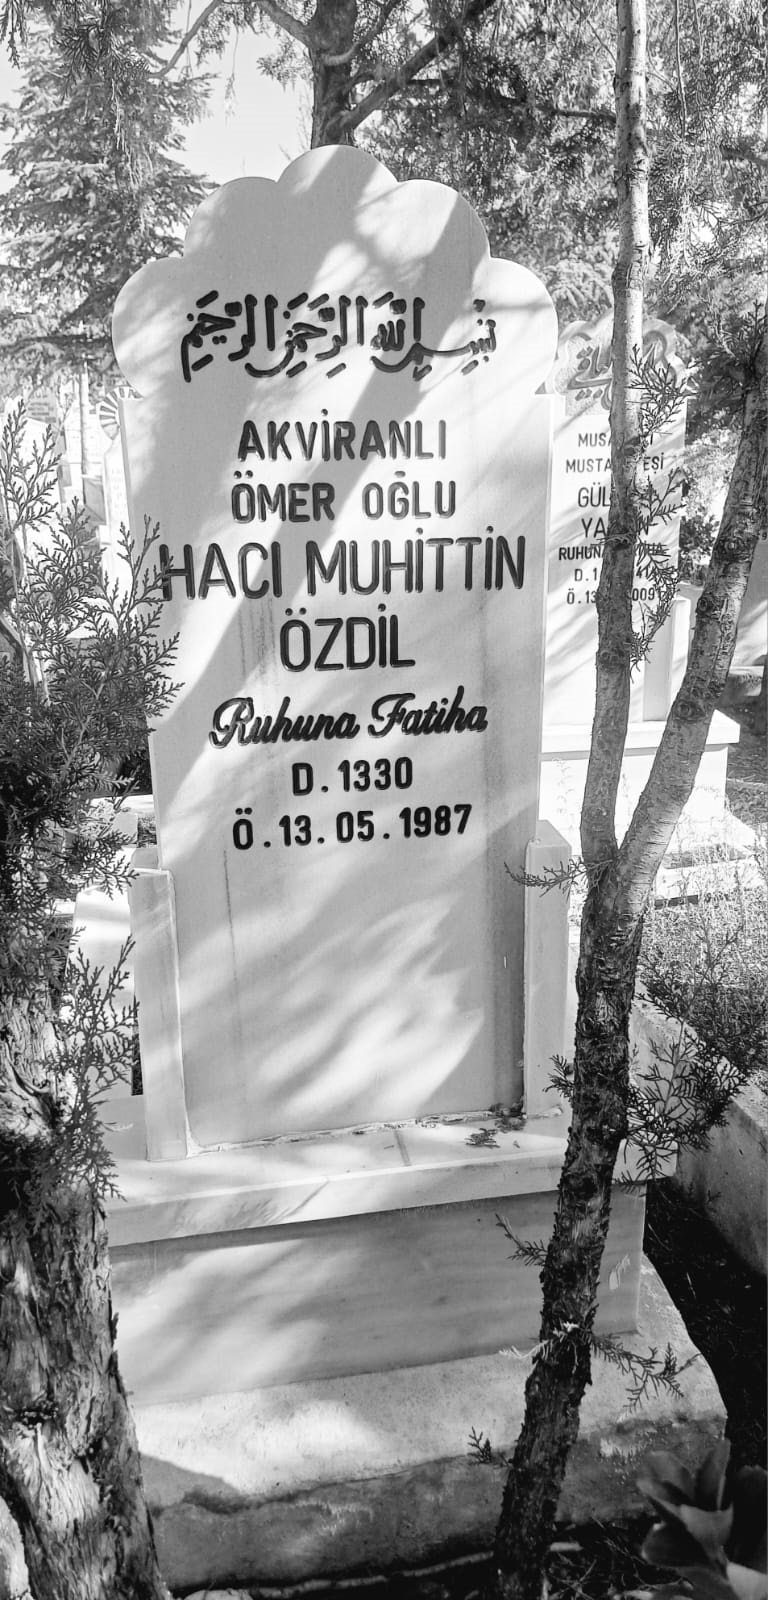 بسم الله الرحمن الرحيم
AKVİRANLI
ÖMER OĞLU
HACI MUHİTTİN
ÖZDİL
Ruhuna Fatiha
D. 1330
Ö. 13. 05. 1987